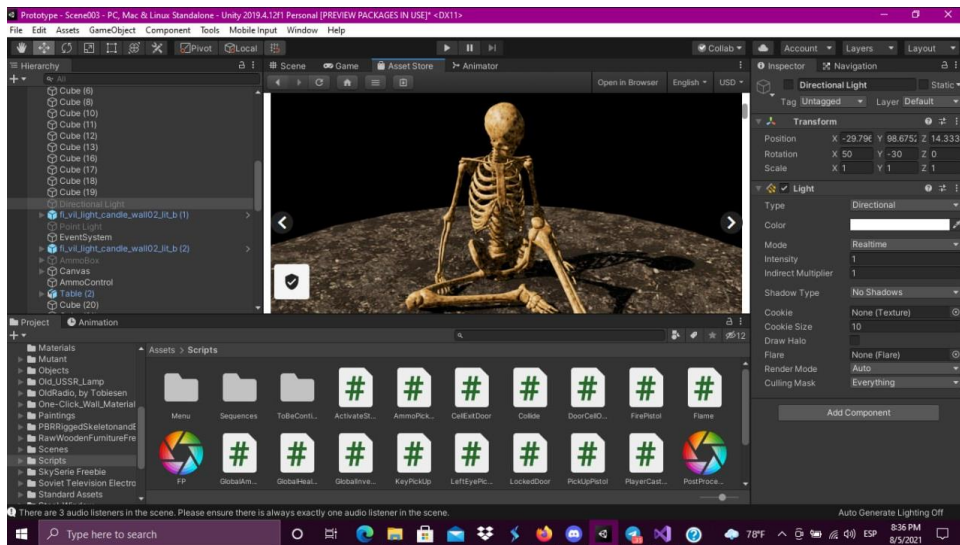 Prototype - Scene003 - PC, Mac & Linux Standalone - Unity 2019.4.12f1 Personal [PREVIEW PACKAGES IN USE]* <DX11>
File Edit Assets GameObject Component Tools Mobile Input Window Help
Pivot Local Collab Account Layers Layout
Hierarchy
All
Cube (6)
Cube (8)
Cube (10)
Cube (11)
Cube (12)
Cube (13)
Cube (16)
Cube (17)
Cube (18)
Cube (19)
Directional Light
fi_vil_light_candle_wall02_lit_b (1)
Point Light
EventSystem
fi_vil_light_candle_wall02_lit_b (2)
AmmoBox
Canvas
AmmoControl
Table (2)
Cube (20)
Scene Game Asset Store Animator
Open in Browser English USD
Inspector Navigation
Directional Light Static
Tag Untagged Layer Default
Transform
Position X -29.796 Y 98.6752 Z 14.333
Rotation X 50 Y -30 Z 0
Scale X 1 Y 1 Z 1
Light
Type Directional
Color
Mode Realtime
Intensity 1
Indirect Multiplier 1
Shadow Type No Shadows
Cookie None (Texture)
Cookie Size 10
Draw Halo
Flare None (Flare)
Render Mode Auto
Culling Mask Everything
Add Component
Project Animation
12
Materials
Mutant
Objects
Old_USSR_Lamp
OldRadio, by Tobiesen
One-Click_Wall_Material
Paintings
PBRRiggedSkeletonandE
RawWoodenFurnitureFre
Scenes
Scripts
SkySerie Freebie
Soviet Television Electro
Standard Assets
Assets > Scripts
Menu Sequences ToBeConti... ActivateSt... AmmoPick... CellExitDoor Collide DoorCellO... FirePistol Flame
FP GlobalAm... GlobalHeal... GlobalInve... KeyPickUp LeftEyePic... LockedDoor PickUpPistol PlayerCast... PostProce...
There are 3 audio listeners in the scene. Please ensure there is always exactly one audio listener in the scene.
Auto Generate Lighting Off
Type here to search
78°F ESP
8:36 PM
8/5/2021